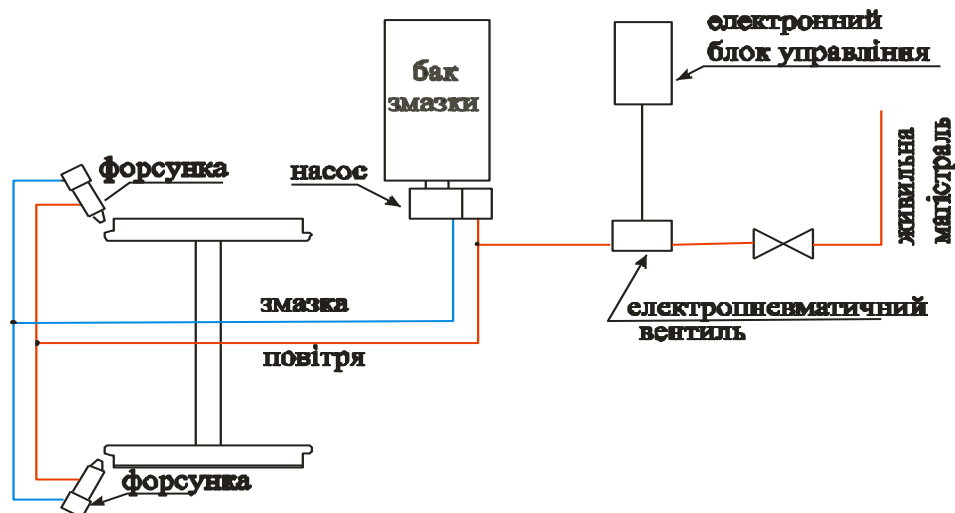 електронний
блок управління
бак
змазки
форсунка
насос
живильна
магістраль
змазка
електропневматичний
вентиль
повітря
форсунка